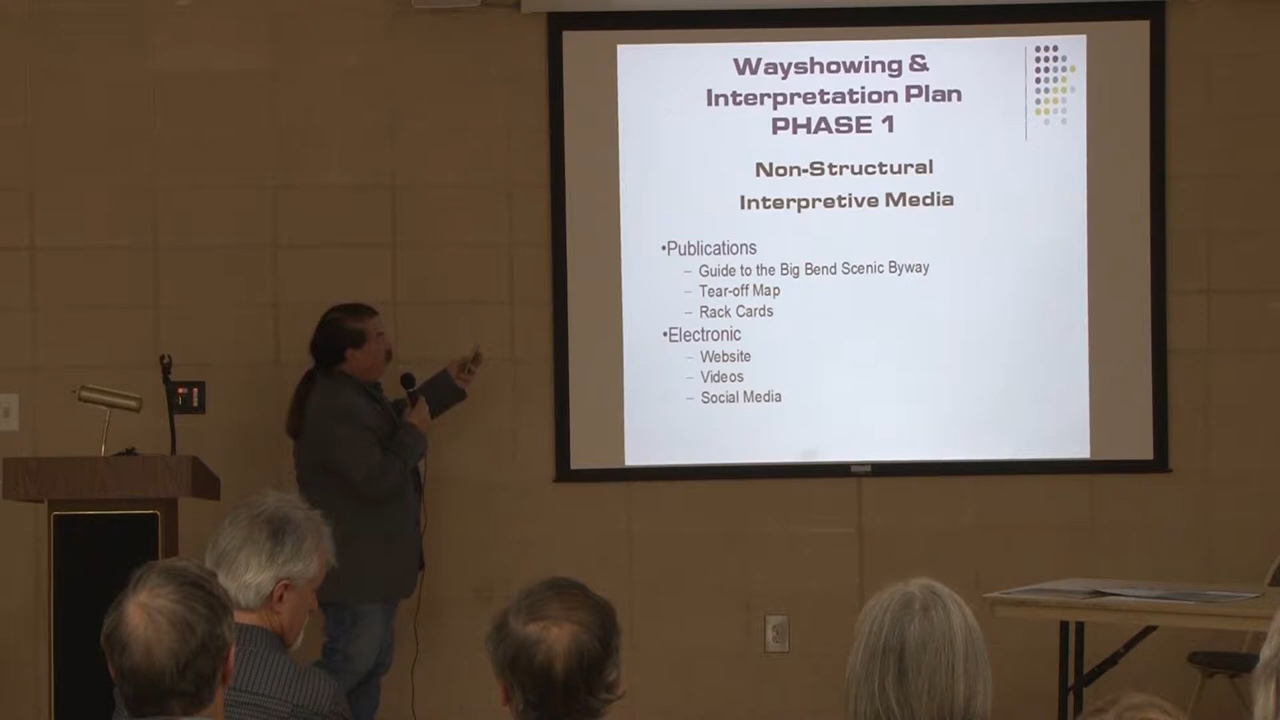 Wayshowing &
Interpretation Plan
PHASE 1
Non-Structural
Interpretive Media
•Publications
– Guide to the Big Bend Scenic Byway
– Tear-off Map
– Rack Cards
•Electronic
– Website
– Videos
– Social Media